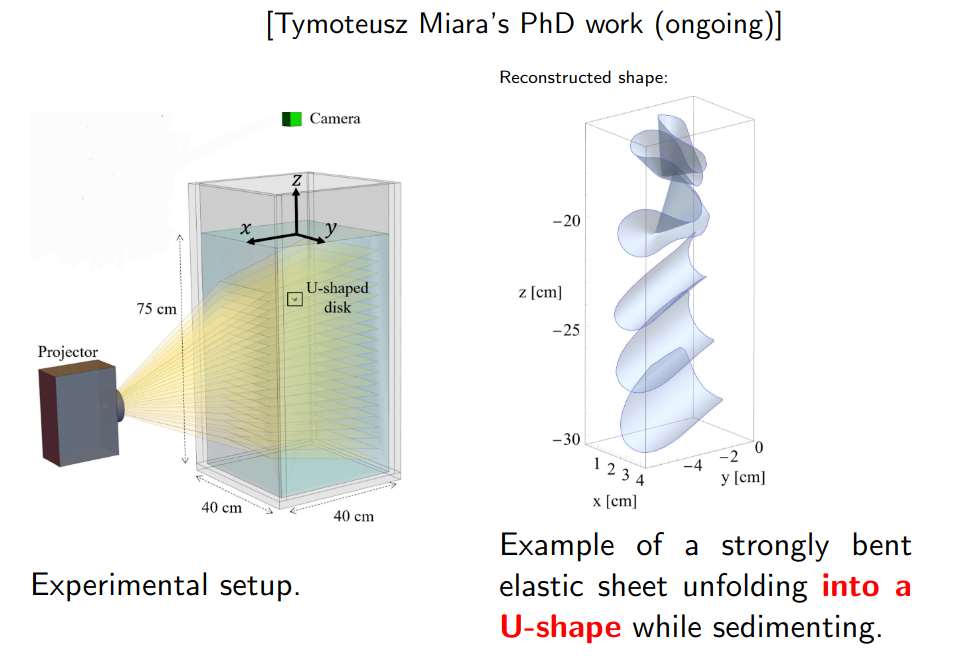 [Tymoteusz Miara's PhD work (ongoing)]
Camera
z
x
y
U-shaped
disk
75 cm
Projector
40 cm
40 cm
Experimental setup.
Reconstructed shape:
−20
z [cm]
−25
−30
1
2
3
4
x [cm]
−4
−2
0
y [cm]
Example of a strongly bent
elastic sheet unfolding into a
U-shape while sedimenting.